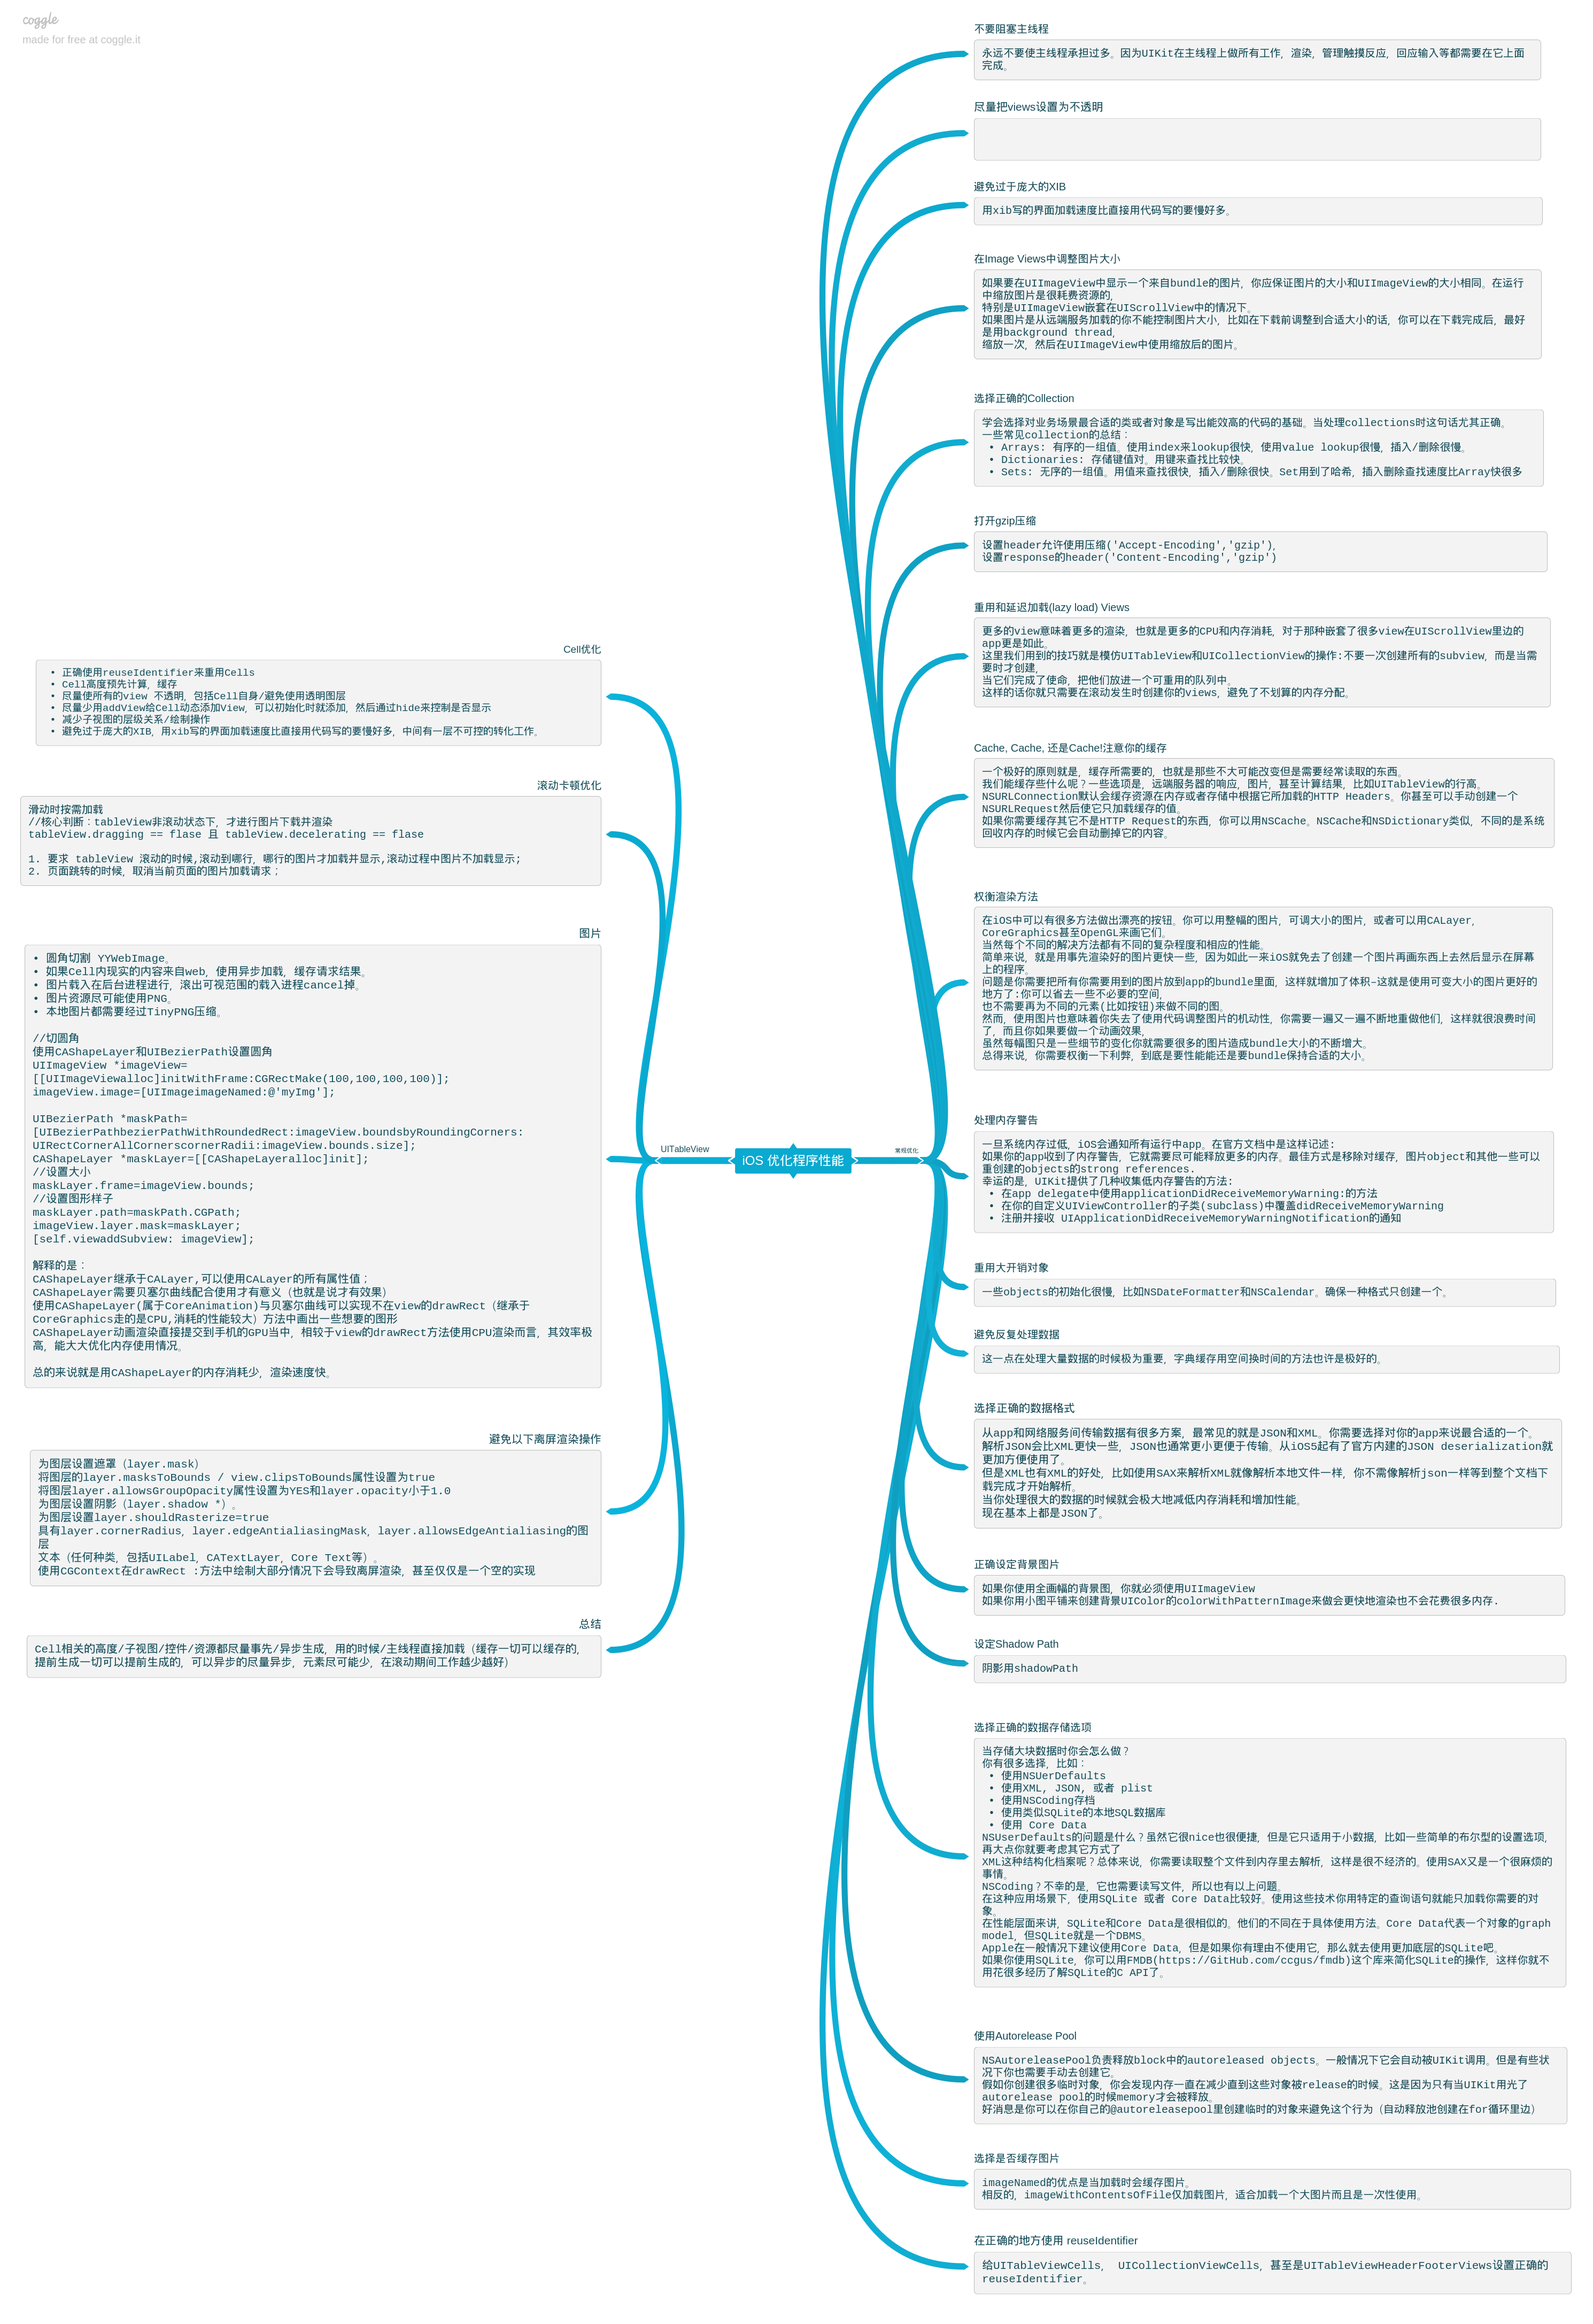 coggle
made for free at coggle.it
iOS 优化程序性能
UITableView
常规优化
Cell优化
• 正确使用reuseIdentifier来重用Cells
• Cell高度预先计算，缓存
• 尽量使所有的view 不透明，包括Cell自身/避免使用透明图层
• 尽量少用addView给Cell动态添加View，可以初始化时就添加，然后通过hide来控制是否显示
• 减少子视图的层级关系/绘制操作
• 避免过于庞大的XIB，用xib写的界面加载速度比直接用代码写的要慢好多，中间有一层不可控的转化工作。
滚动卡顿优化
滑动时按需加载
//核心判断：tableView非滚动状态下，才进行图片下载并渲染
tableView.dragging == flase 且 tableView.decelerating == flase
1. 要求 tableView 滚动的时候,滚动到哪行，哪行的图片才加载并显示,滚动过程中图片不加载显示;
2. 页面跳转的时候，取消当前页面的图片加载请求；
图片
• 圆角切割 YYWebImage。
• 如果Cell内现实的内容来自web，使用异步加载，缓存请求结果。
• 图片载入在后台进程进行，滚出可视范围的载入进程cancel掉。
• 图片资源尽可能使用PNG。
• 本地图片都需要经过TinyPNG压缩。
//切圆角
使用CAShapeLayer和UIBezierPath设置圆角
UIImageView *imageView=
[[UIImageViewalloc]initWithFrame:CGRectMake(100,100,100,100)];
imageView.image=[UIImageimageNamed:@'myImg'];
UIBezierPath *maskPath=
[UIBezierPathbezierPathWithRoundedRect:imageView.boundsbyRoundingCorners:
UIRectCornerAllCornerscornerRadii:imageView.bounds.size];
CAShapeLayer *maskLayer=[[CAShapeLayeralloc]init];
//设置大小
maskLayer.frame=imageView.bounds;
//设置图形样子
maskLayer.path=maskPath.CGPath;
imageView.layer.mask=maskLayer;
[self.viewaddSubview: imageView];
解释的是：
CAShapeLayer继承于CALayer,可以使用CALayer的所有属性值；
CAShapeLayer需要贝塞尔曲线配合使用才有意义（也就是说才有效果）
使用CAShapeLayer(属于CoreAnimation)与贝塞尔曲线可以实现不在view的drawRect（继承于
CoreGraphics走的是CPU,消耗的性能较大）方法中画出一些想要的图形
CAShapeLayer动画渲染直接提交到手机的GPU当中，相较于view的drawRect方法使用CPU渲染而言，其效率极
高，能大大优化内存使用情况。
总的来说就是用CAShapeLayer的内存消耗少，渲染速度快。
避免以下离屏渲染操作
为图层设置遮罩（layer.mask）
将图层的layer.masksToBounds / view.clipsToBounds属性设置为true
将图层layer.allowsGroupOpacity属性设置为YES和layer.opacity小于1.0
为图层设置阴影（layer.shadow *）。
为图层设置layer.shouldRasterize=true
具有layer.cornerRadius，layer.edgeAntialiasingMask，layer.allowsEdgeAntialiasing的图
层
文本（任何种类，包括UILabel，CATextLayer，Core Text等）。
使用CGContext在drawRect :方法中绘制大部分情况下会导致离屏渲染，甚至仅仅是一个空的实现
总结
Cell相关的高度/子视图/控件/资源都尽量事先/异步生成，用的时候/主线程直接加载（缓存一切可以缓存的，
提前生成一切可以提前生成的，可以异步的尽量异步，元素尽可能少，在滚动期间工作越少越好）
不要阻塞主线程
永远不要使主线程承担过多。因为UIKit在主线程上做所有工作，渲染，管理触摸反应，回应输入等都需要在它上面
完成。
尽量把views设置为不透明
避免过于庞大的XIB
用xib写的界面加载速度比直接用代码写的要慢好多。
在Image Views中调整图片大小
如果要在UIImageView中显示一个来自bundle的图片，你应保证图片的大小和UIImageView的大小相同。在运行
中缩放图片是很耗费资源的，
特别是UIImageView嵌套在UIScrollView中的情况下。
如果图片是从远端服务加载的你不能控制图片大小，比如在下载前调整到合适大小的话，你可以在下载完成后，最好
是用background thread，
缩放一次，然后在UIImageView中使用缩放后的图片。
选择正确的Collection
学会选择对业务场景最合适的类或者对象是写出能效高的代码的基础。当处理collections时这句话尤其正确。
一些常见collection的总结：
• Arrays: 有序的一组值。使用index来lookup很快，使用value lookup很慢，插入/删除很慢。
• Dictionaries: 存储键值对。用键来查找比较快。
• Sets: 无序的一组值。用值来查找很快，插入/删除很快。Set用到了哈希，插入删除查找速度比Array快很多
打开gzip压缩
设置header允许使用压缩('Accept-Encoding','gzip')，
设置response的header('Content-Encoding','gzip')
重用和延迟加载(lazy load) Views
更多的view意味着更多的渲染，也就是更多的CPU和内存消耗，对于那种嵌套了很多view在UIScrollView里边的
app更是如此。
这里我们用到的技巧就是模仿UITableView和UICollectionView的操作:不要一次创建所有的subview，而是当需
要时才创建，
当它们完成了使命，把他们放进一个可重用的队列中。
这样的话你就只需要在滚动发生时创建你的views，避免了不划算的内存分配。
Cache, Cache, 还是Cache!注意你的缓存
一个极好的原则就是，缓存所需要的，也就是那些不大可能改变但是需要经常读取的东西。
我们能缓存些什么呢？一些选项是，远端服务器的响应，图片，甚至计算结果，比如UITableView的行高。
NSURLConnection默认会缓存资源在内存或者存储中根据它所加载的HTTP Headers。你甚至可以手动创建一个
NSURLRequest然后使它只加载缓存的值。
如果你需要缓存其它不是HTTP Request的东西，你可以用NSCache。NSCache和NSDictionary类似，不同的是系统
回收内存的时候它会自动删掉它的内容。
权衡渲染方法
在iOS中可以有很多方法做出漂亮的按钮。你可以用整幅的图片，可调大小的图片，或者可以用CALayer，
CoreGraphics甚至OpenGL来画它们。
当然每个不同的解决方法都有不同的复杂程度和相应的性能。
简单来说，就是用事先渲染好的图片更快一些，因为如此一来iOS就免去了创建一个图片再画东西上去然后显示在屏幕
上的程序。
问题是你需要把所有你需要用到的图片放到app的bundle里面，这样就增加了体积–这就是使用可变大小的图片更好的
地方了:你可以省去一些不必要的空间，
也不需要再为不同的元素(比如按钮)来做不同的图。
然而，使用图片也意味着你失去了使用代码调整图片的机动性，你需要一遍又一遍不断地重做他们，这样就很浪费时间
了，而且你如果要做一个动画效果，
虽然每幅图只是一些细节的变化你就需要很多的图片造成bundle大小的不断增大。
总得来说，你需要权衡一下利弊，到底是要性能能还是要bundle保持合适的大小。
处理内存警告
一旦系统内存过低，iOS会通知所有运行中app。在官方文档中是这样记述:
如果你的app收到了内存警告，它就需要尽可能释放更多的内存。最佳方式是移除对缓存，图片object和其他一些可以
重创建的objects的strong references.
幸运的是，UIKit提供了几种收集低内存警告的方法:
• 在app delegate中使用applicationDidReceiveMemoryWarning:的方法
• 在你的自定义UIViewController的子类(subclass)中覆盖didReceiveMemoryWarning
• 注册并接收 UIApplicationDidReceiveMemoryWarningNotification的通知
重用大开销对象
一些objects的初始化很慢，比如NSDateFormatter和NSCalendar。确保一种格式只创建一个。
避免反复处理数据
这一点在处理大量数据的时候极为重要，字典缓存用空间换时间的方法也许是极好的。
选择正确的数据格式
从app和网络服务间传输数据有很多方案，最常见的就是JSON和XML。你需要选择对你的app来说最合适的一个。
解析JSON会比XML更快一些，JSON也通常更小更便于传输。从iOS5起有了官方内建的JSON deserialization就
更加方便使用了。
但是XML也有XML的好处，比如使用SAX来解析XML就像解析本地文件一样，你不需像解析json一样等到整个文档下
载完成才开始解析。
当你处理很大的数据的时候就会极大地减低内存消耗和增加性能。
现在基本上都是JSON了。
正确设定背景图片
如果你使用全画幅的背景图，你就必须使用UIImageView
如果你用小图平铺来创建背景UIColor的colorWithPatternImage来做会更快地渲染也不会花费很多内存.
设定Shadow Path
阴影用shadowPath
选择正确的数据存储选项
当存储大块数据时你会怎么做？
你有很多选择，比如：
• 使用NSUerDefaults
• 使用XML, JSON, 或者 plist
• 使用NSCoding存档
• 使用类似SQLite的本地SQL数据库
• 使用 Core Data
NSUserDefaults的问题是什么？虽然它很nice也很便捷，但是它只适用于小数据，比如一些简单的布尔型的设置选项，
再大点你就要考虑其它方式了
XML这种结构化档案呢？总体来说，你需要读取整个文件到内存里去解析，这样是很不经济的。使用SAX又是一个很麻烦的
事情。
NSCoding？不幸的是，它也需要读写文件，所以也有以上问题。
在这种应用场景下，使用SQLite 或者 Core Data比较好。使用这些技术你用特定的查询语句就能只加载你需要的对
象。
在性能层面来讲，SQLite和Core Data是很相似的。他们的不同在于具体使用方法。Core Data代表一个对象的graph
model，但SQLite就是一个DBMS。
Apple在一般情况下建议使用Core Data，但是如果你有理由不使用它，那么就去使用更加底层的SQLite吧。
如果你使用SQLite，你可以用FMDB(https://GitHub.com/ccgus/fmdb)这个库来简化SQLite的操作，这样你就不
用花很多经历了解SQLite的C API了。
使用Autorelease Pool
NSAutoreleasePool负责释放block中的autoreleased objects。一般情况下它会自动被UIKit调用。但是有些状
况下你也需要手动去创建它。
假如你创建很多临时对象，你会发现内存一直在减少直到这些对象被release的时候。这是因为只有当UIKit用光了
autorelease pool的时候memory才会被释放。
好消息是你可以在你自己的@autoreleasepool里创建临时的对象来避免这个行为（自动释放池创建在for循环里边）
选择是否缓存图片
imageNamed的优点是当加载时会缓存图片。
相反的，imageWithContentsOfFile仅加载图片，适合加载一个大图片而且是一次性使用。
在正确的地方使用 reuseIdentifier
给UITableViewCells， UICollectionViewCells，甚至是UITableViewHeaderFooterViews设置正确的
reuseIdentifier。